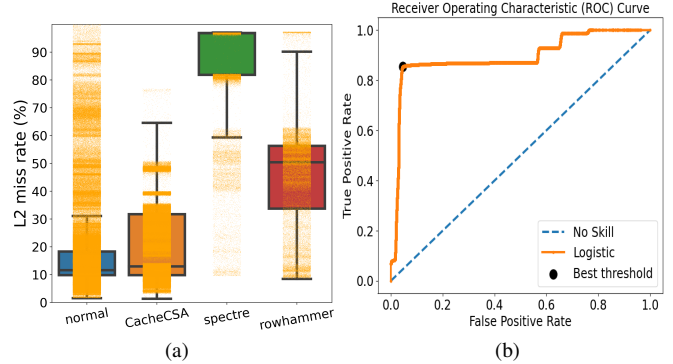 L2 miss rate (%)
90
80
70
60
50
40
30
20
10
0
normal
CacheCSA
spectre
rowhammer
(a)
Receiver Operating Characteristic (ROC) Curve
True Positive Rate
1.0
0.8
0.6
0.4
0.2
0.0
No Skill
Logistic
Best threshold
0.0 0.2 0.4 0.6 0.8 1.0
False Positive Rate
(b)